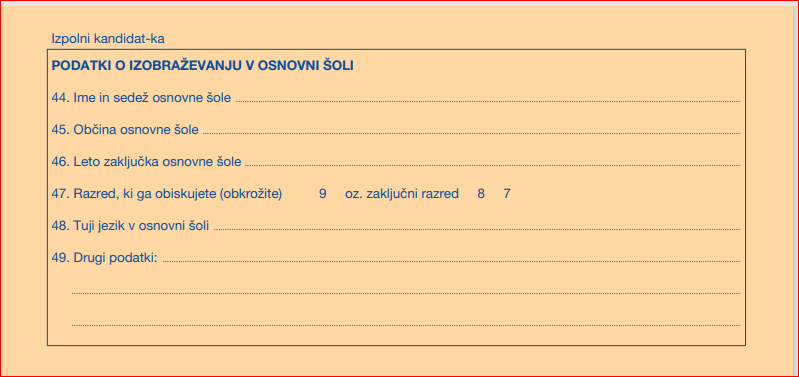 Izpolni kandidat-ka
PODATKI O IZOBRAŽEVANJU V OSNOVNI ŠOLI
44. Ime in sedež osnovne šole
45. Občina osnovne šole
46. Leto zaključka osnovne šole
47. Razred, ki ga obiskujete (obkrožite) 9 oz. zaključni razred 8 7
48. Tuji jezik v osnovni šoli
49. Drugi podatki: